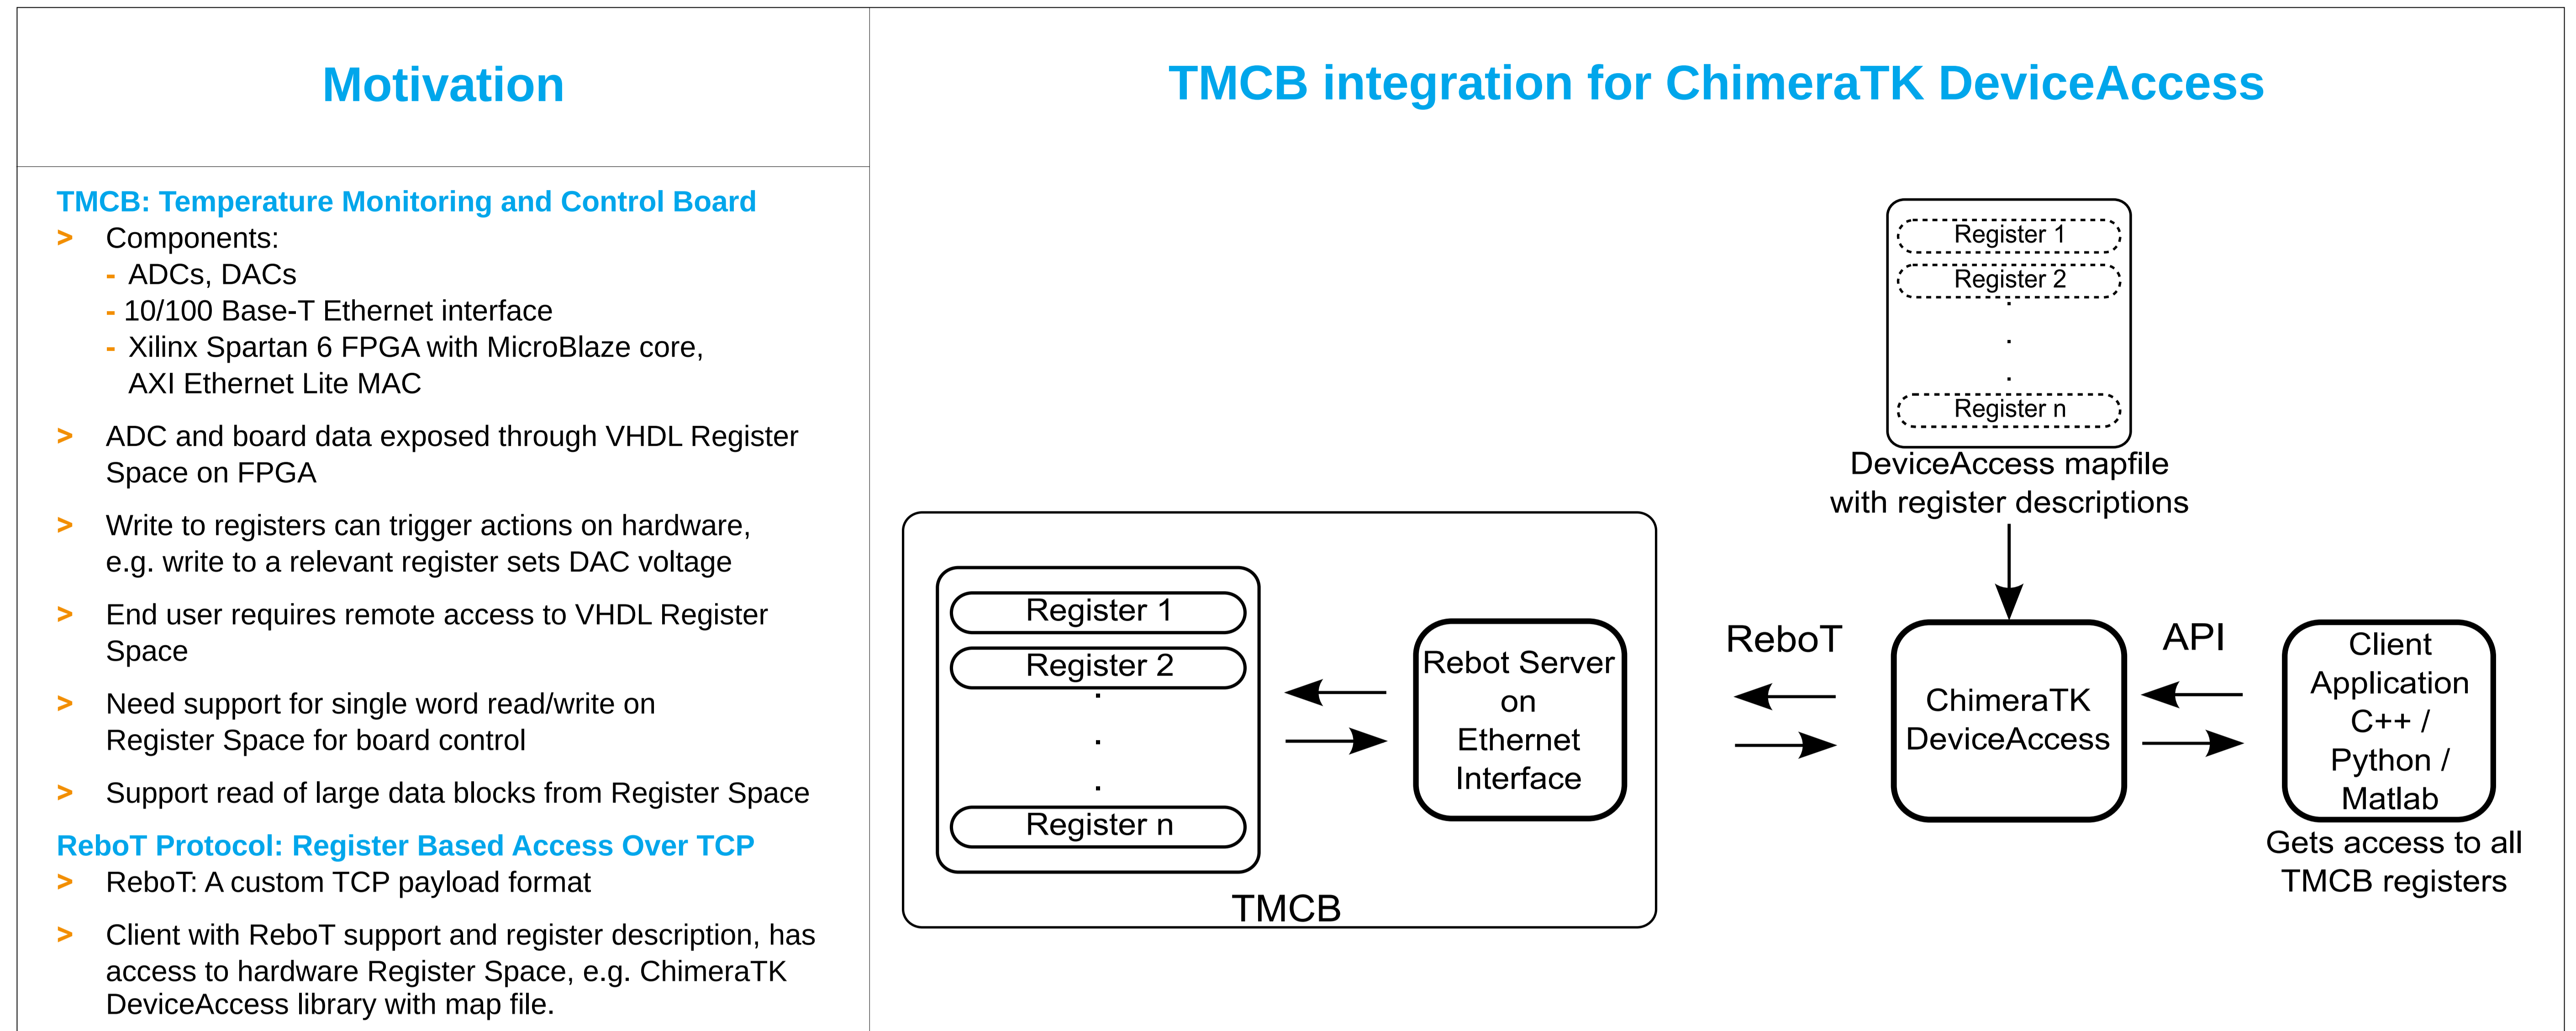 Motivation
TMCB: Temperature Monitoring and Control Board
> Components:
- ADCs, DACs
- 10/100 Base-T Ethernet interface
- Xilinx Spartan 6 FPGA with MicroBlaze core,
AXI Ethernet Lite MAC
> ADC and board data exposed through VHDL Register
Space on FPGA
> Write to registers can trigger actions on hardware,
e.g. write to a relevant register sets DAC voltage
> End user requires remote access to VHDL Register
Space
> Need support for single word read/write on
Register Space for board control
> Support read of large data blocks from Register Space
ReboT Protocol: Register Based Access Over TCP
> ReboT: A custom TCP payload format
> Client with ReboT support and register description, has
access to hardware Register Space, e.g. ChimeraTK
DeviceAccess library with map file.
TMCB integration for ChimeraTK DeviceAccess
Register 1
Register 2
.
.
.
Register n
DeviceAccess mapfile
with register descriptions
Register 1
Register 2
.
.
.
Register n
TMCB
Rebot Server
on
Ethernet
Interface
ReboT
ChimeraTK
DeviceAccess
API
Client
Application
C++ /
Python /
Matlab
Gets access to all
TMCB registers